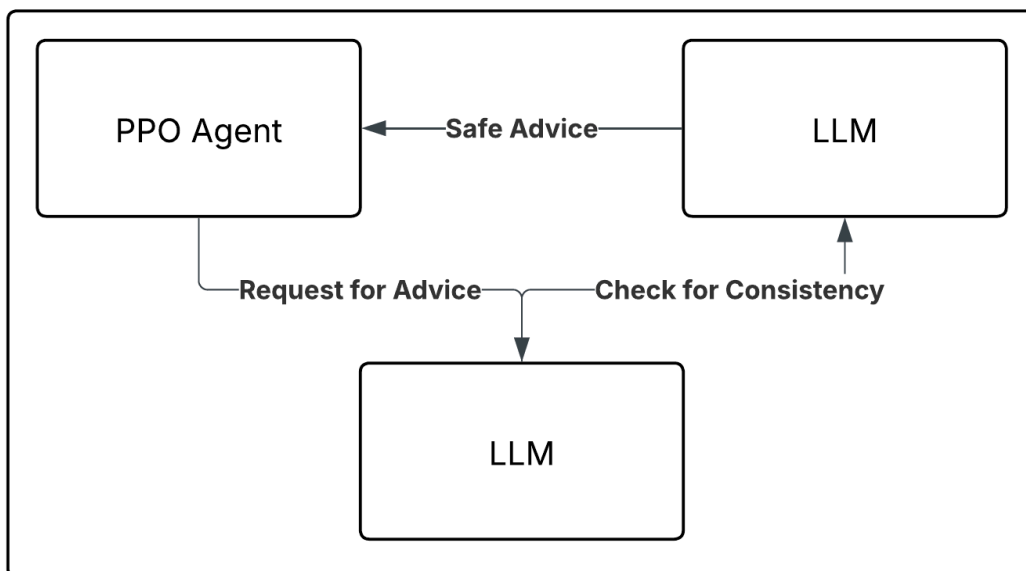 PPO Agent
Safe Advice
LLM
Request for Advice
Check for Consistency
LLM